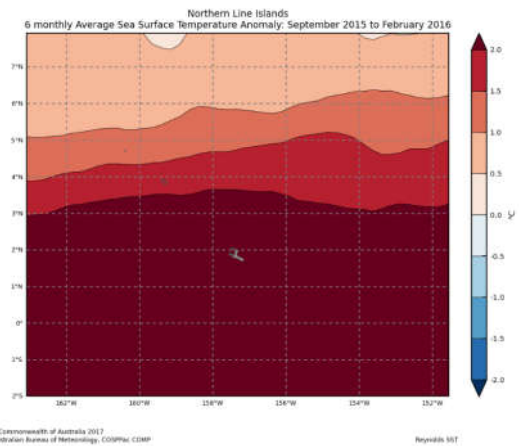 Northern Line Islands
6 monthly Average Sea Surface Temperature Anomaly: September 2015 to February 2016
7°N
6°N
5°N
4°N
3°N
2°N
1°N
0°
1°S
2°S
162°W 160°W 158°W 156°W 154°W 152°W
2.0
1.5
1.0
0.5
0.0
-0.5
-1.0
-1.5
-2.0
°C
Commonwealth of Australia 2017
stralian Bureau of Meteorology, COSPPac COMP
Reynolds SST